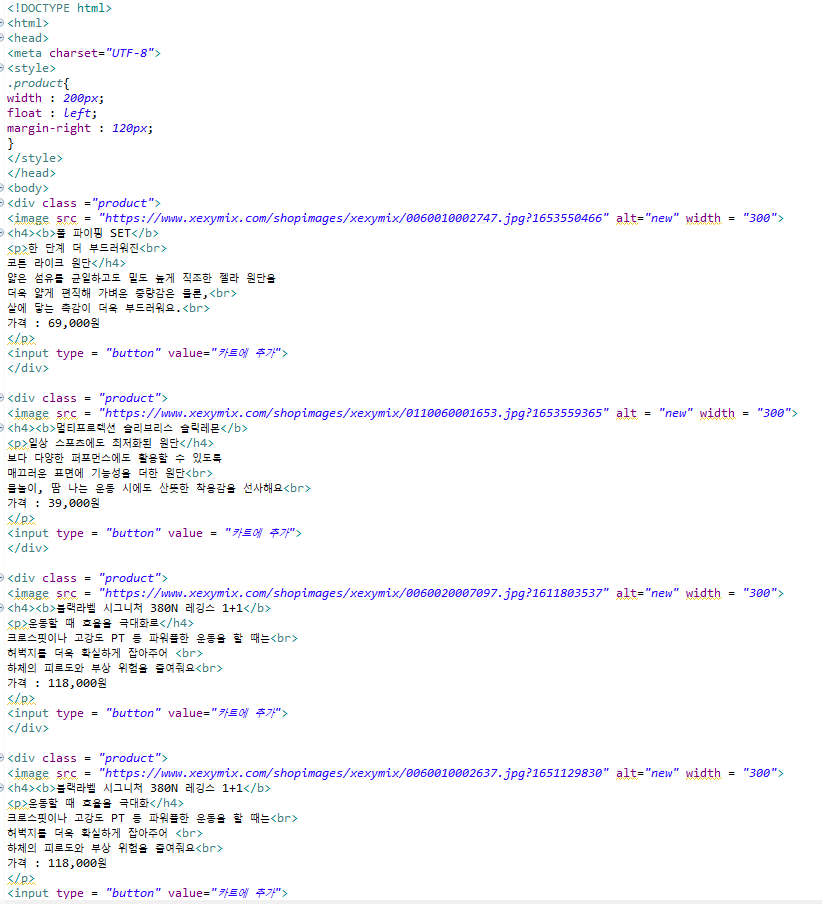 <!DOCTYPE html>
<html>
<head>
<meta charset="UTF-8">
<style>
.product{
width : 200px;
float : left;
margin-right : 120px;
}
</style>
</head>
<body>
<div class ="product">
<image src = "https://www.xexymix.com/shopimages/xexymix/0060010002747.jpg?1653550466" alt="new" width = "300">
<h4><b>폴 파이핑 SET</b>
<p>한 단계 더 부드러워진<br>
코튼 라이크 원단</h4>
얇은 섬유를 균일하고도 밀도 높게 직조한 젤라 원단을
더욱 얇게 편직해 가벼운 중량감은 물론,<br>
살에 닿는 촉감이 더욱 부드러워요.<br>
가격 : 69,000원
</p>
<input type = "button" value="카트에 추가">
</div>

<div class = "product">
<image src = "https://www.xexymix.com/shopimages/xexymix/0110060001653.jpg?1653559365" alt = "new" width = "300">
<h4><b>멀티프로텍션 슬리브리스 슬릭레몬</b>
<p>일상 스포츠에도 최저화된 원단</h4>
보다 다양한 퍼포먼스에도 활용할 수 있도록
매끄러운 표면에 기능성을 더한 원단<br>
물놀이, 땀 나는 운동 시에도 산뜻한 착용감을 선사해요<br>
가격 : 39,000원
</p>
<input type = "button" value = "카트에 추가">
</div>

<div class = "product">
<image src = "https://www.xexymix.com/shopimages/xexymix/0060020007097.jpg?1611803537" alt="new" width = "300">
<h4><b>블랙라벨 시그니처 380N 레깅스 1+1</b>
<p>운동할 때 효율을 극대화로</h4>
크로스핏이나 고강도 PT 등 파워풀한 운동을 할 때는<br>
허벅지를 더욱 확실하게 잡아주어 <br>
하체의 피로도와 부상 위험을 줄여줘요<br>
가격 : 118,000원
</p>
<input type = "button" value="카트에 추가">
</div>

<div class = "product">
<image src = "https://www.xexymix.com/shopimages/xexymix/0060010002637.jpg?1651129830" alt="new" width = "300">
<h4><b>블랙라벨 시그니처 380N 레깅스 1+1</b>
<p>운동할 때 효율을 극대화</h4>
크로스핏이나 고강도 PT 등 파워풀한 운동을 할 때는<br>
허벅지를 더욱 확실하게 잡아주어 <br>
하체의 피로도와 부상 위험을 줄여줘요<br>
가격 : 118,000원
</p>
<input type = "button" value="카트에 추가">